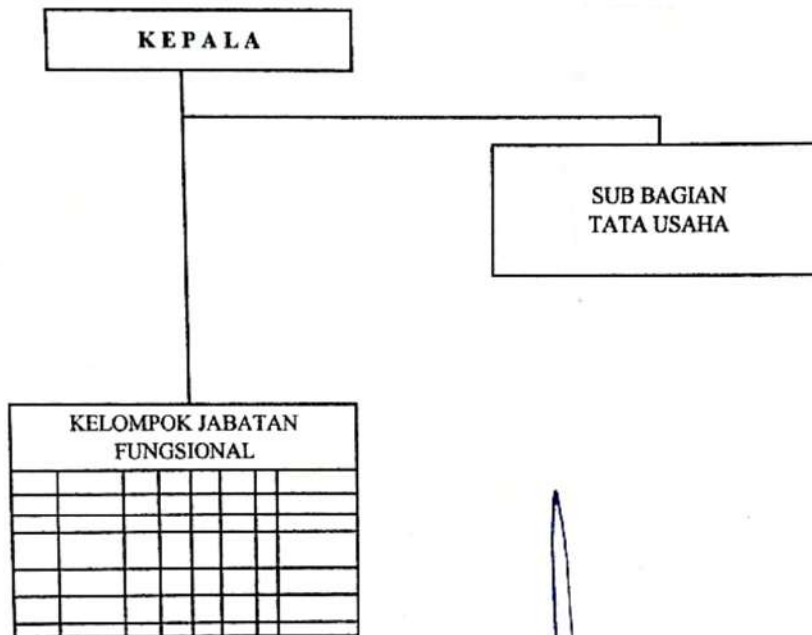 KEPALA
SUB BAGIAN
TATA USAHA
KELOMPOK JABATAN
FUNGSIONAL